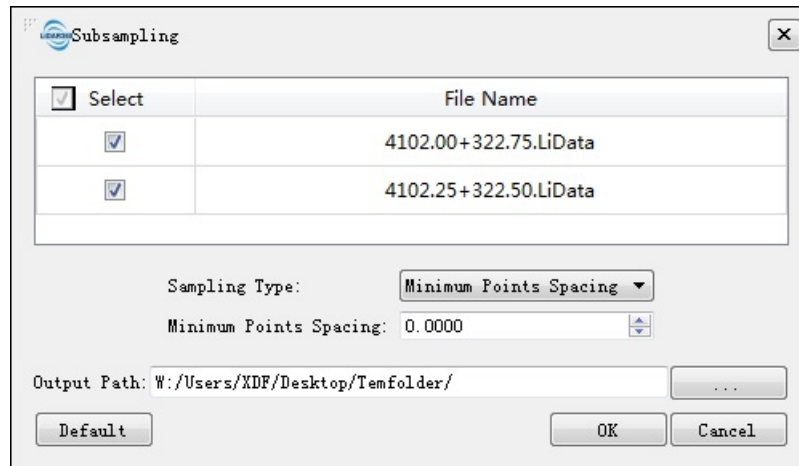 Subsampling
Select File Name
4102.00+322.75.LiData
4102.25+322.50.LiData
Sampling Type: Minimum Points Spacing
Minimum Points Spacing: 0.0000
Output Path: W:/Users/XDF/Desktop/Temfolder/ ...
Default OK Cancel